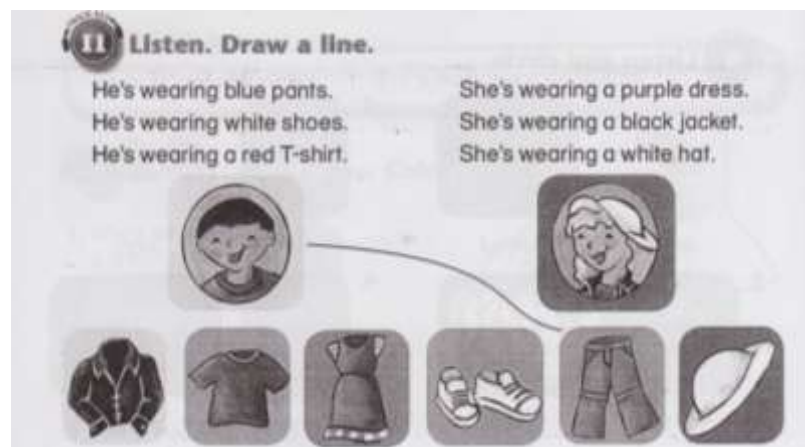 11 Listen. Draw a line.
He's wearing blue pants.
He's wearing white shoes.
He's wearing a red T-shirt.
She's wearing a purple dress.
She's wearing a black jacket.
She's wearing a white hat.